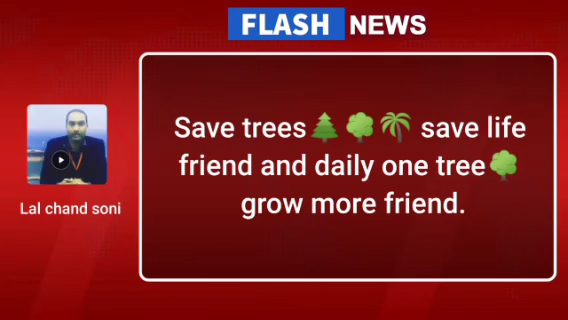 FLASH NEWS
Save trees🌲🌳🌴 save life
friend and daily one tree🌳
grow more friend.
Lal chand soni